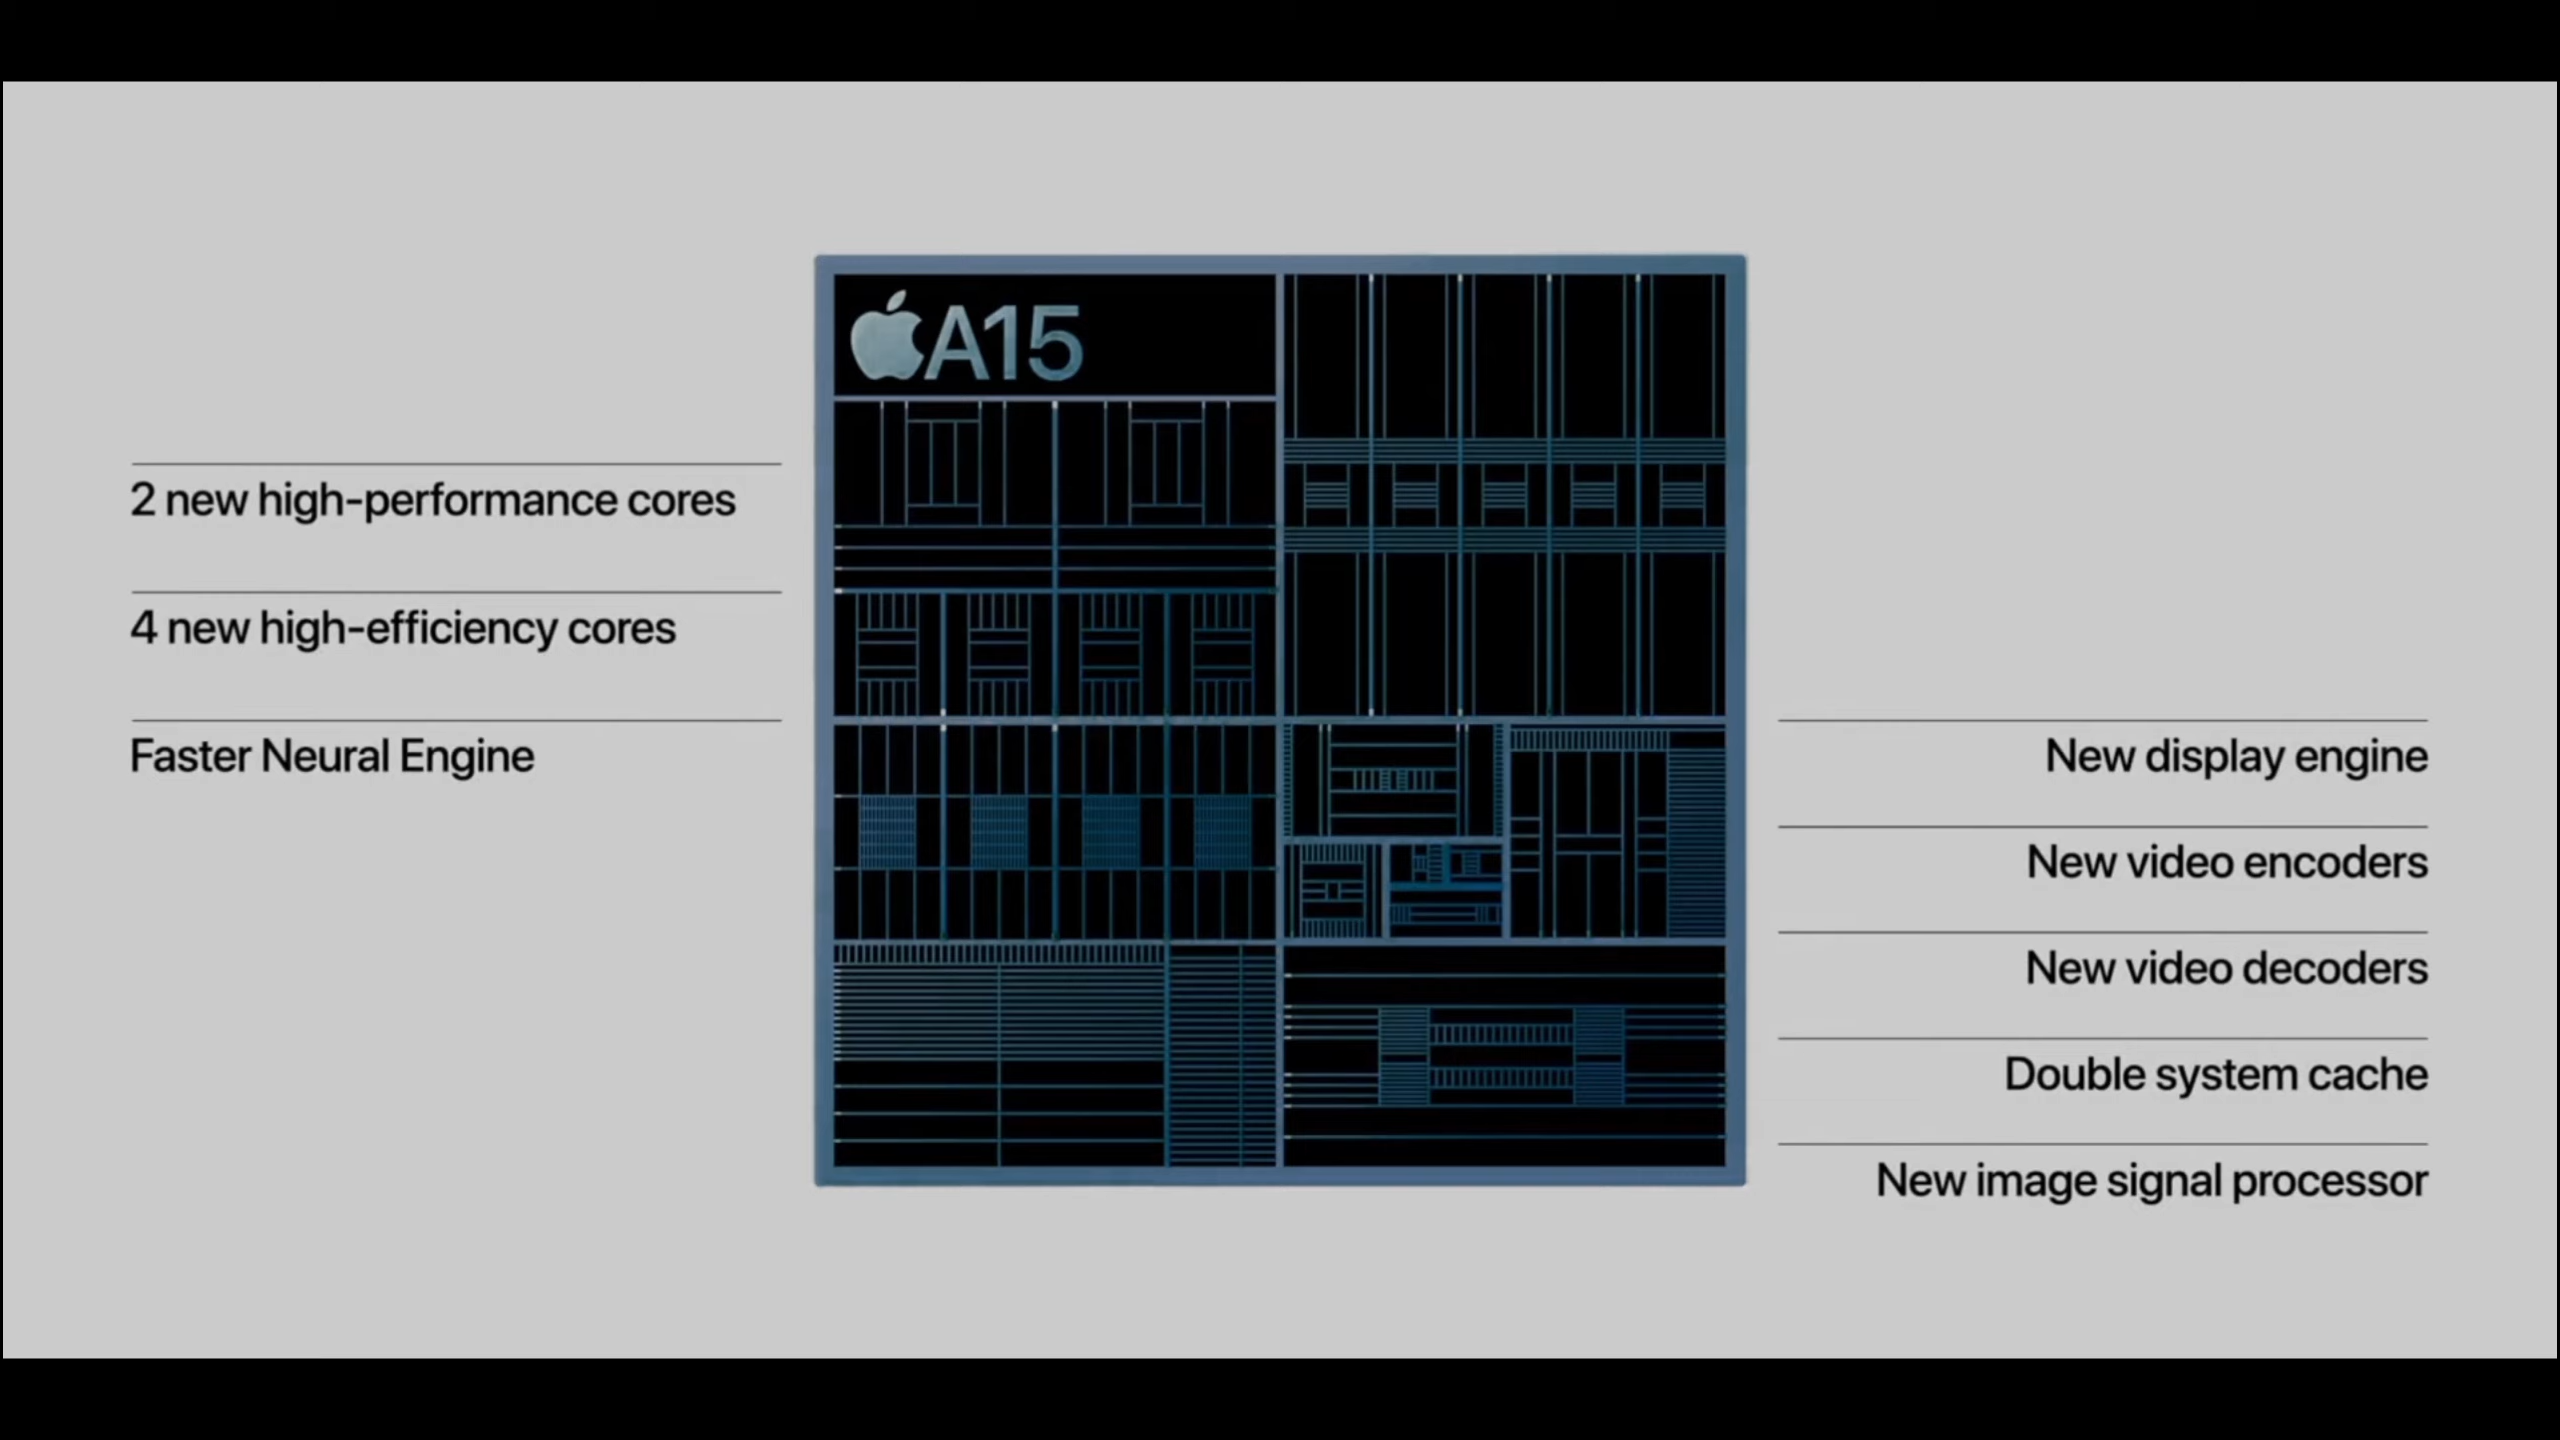 A15
2 new high-performance cores
4 new high-efficiency cores
Faster Neural Engine
New display engine
New video encoders
New video decoders
Double system cache
New image signal processor